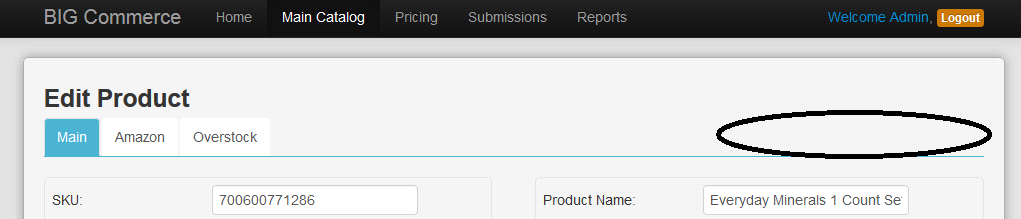 BIG Commerce Home Main Catalog Pricing Submissions Reports Welcome Admin, Logout
Edit Product
Main Amazon Overstock
SKU: 700600771286 Product Name: Everyday Minerals 1 Count Se